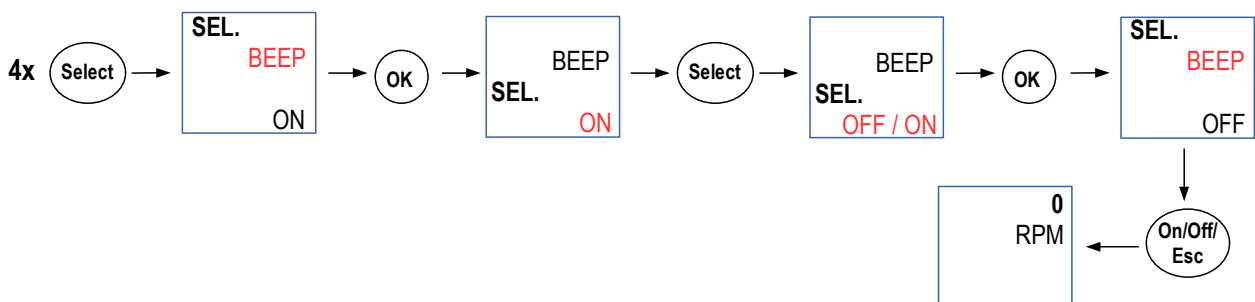 4x
Select
SEL.
BEEP
ON
OK
BEEP
SEL.
ON
Select
BEEP
SEL.
OFF / ON
OK
SEL.
BEEP
OFF
On/Off/
Esc
0
RPM